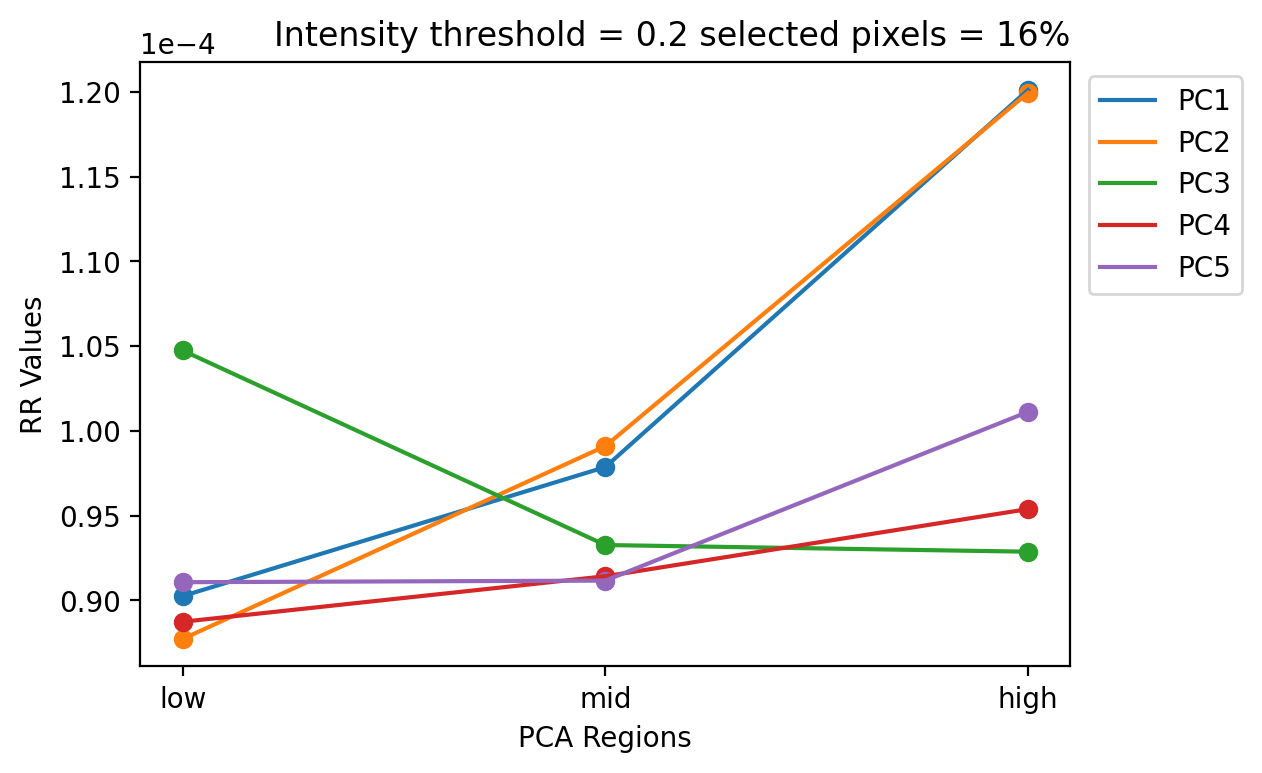 Intensity threshold = 0.2 selected pixels = 16%
1e−4
1.20
1.15
1.10
1.05
1.00
0.95
0.90
RR Values
low
mid
high
PCA Regions
PC1
PC2
PC3
PC4
PC5